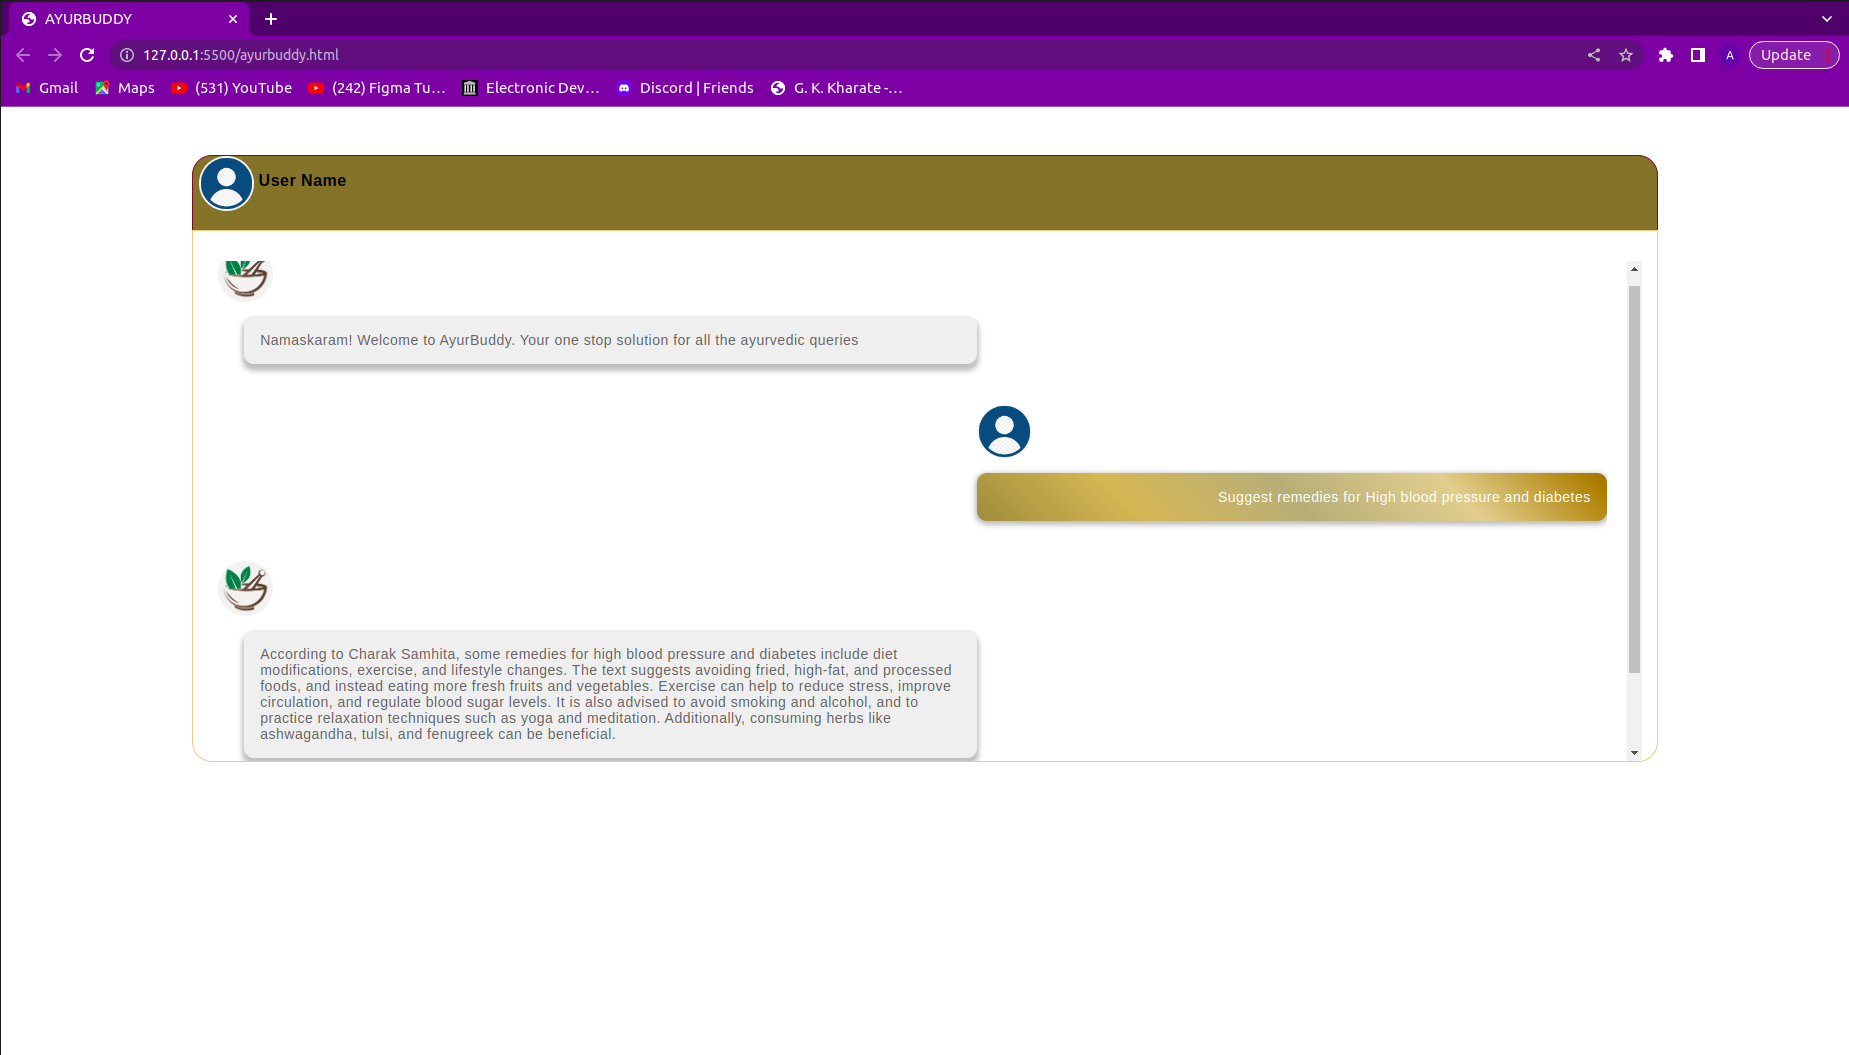 AYURBUDDY
127.0.0.1:5500/ayurbuddy.html
A
Update
Gmail
Maps
(531) YouTube
(242) Figma Tu...
Electronic Dev...
Discord | Friends
G. K. Kharate -...
User Name
Namaskaram! Welcome to AyurBuddy. Your one stop solution for all the ayurvedic queries
Suggest remedies for High blood pressure and diabetes
According to Charak Samhita, some remedies for high blood pressure and diabetes include diet
modifications, exercise, and lifestyle changes. The text suggests avoiding fried, high-fat, and processed
foods, and instead eating more fresh fruits and vegetables. Exercise can help to reduce stress, improve
circulation, and regulate blood sugar levels. It is also advised to avoid smoking and alcohol, and to
practice relaxation techniques such as yoga and meditation. Additionally, consuming herbs like
ashwagandha, tulsi, and fenugreek can be beneficial.